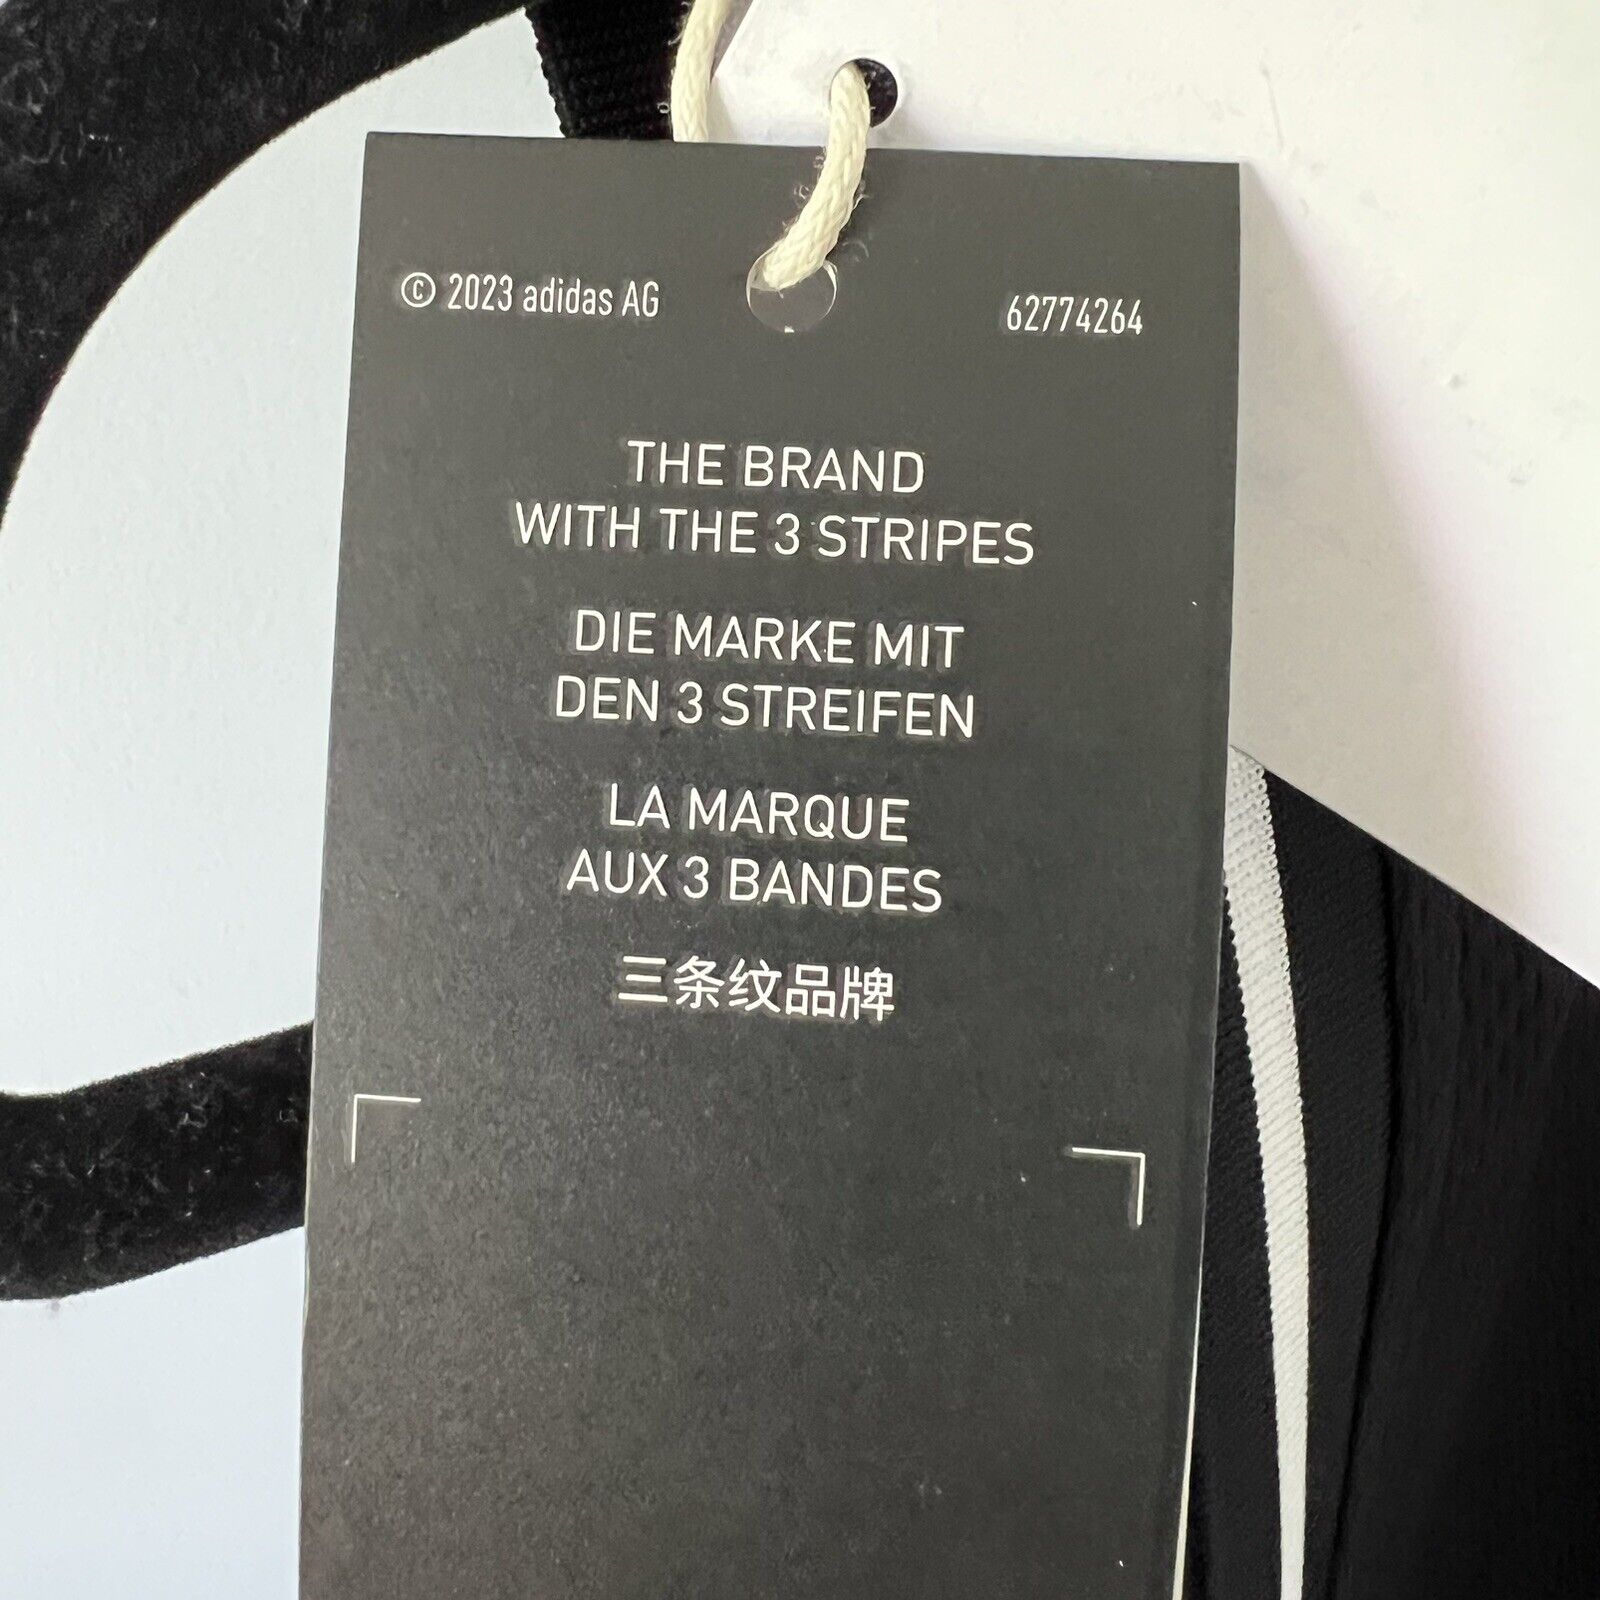 © 2023 adidas AG
62774264
THE BRAND
WITH THE 3 STRIPES
DIE MARKE MIT
DEN 3 STREIFEN
LA MARQUE
AUX 3 BANDES
三条纹品牌